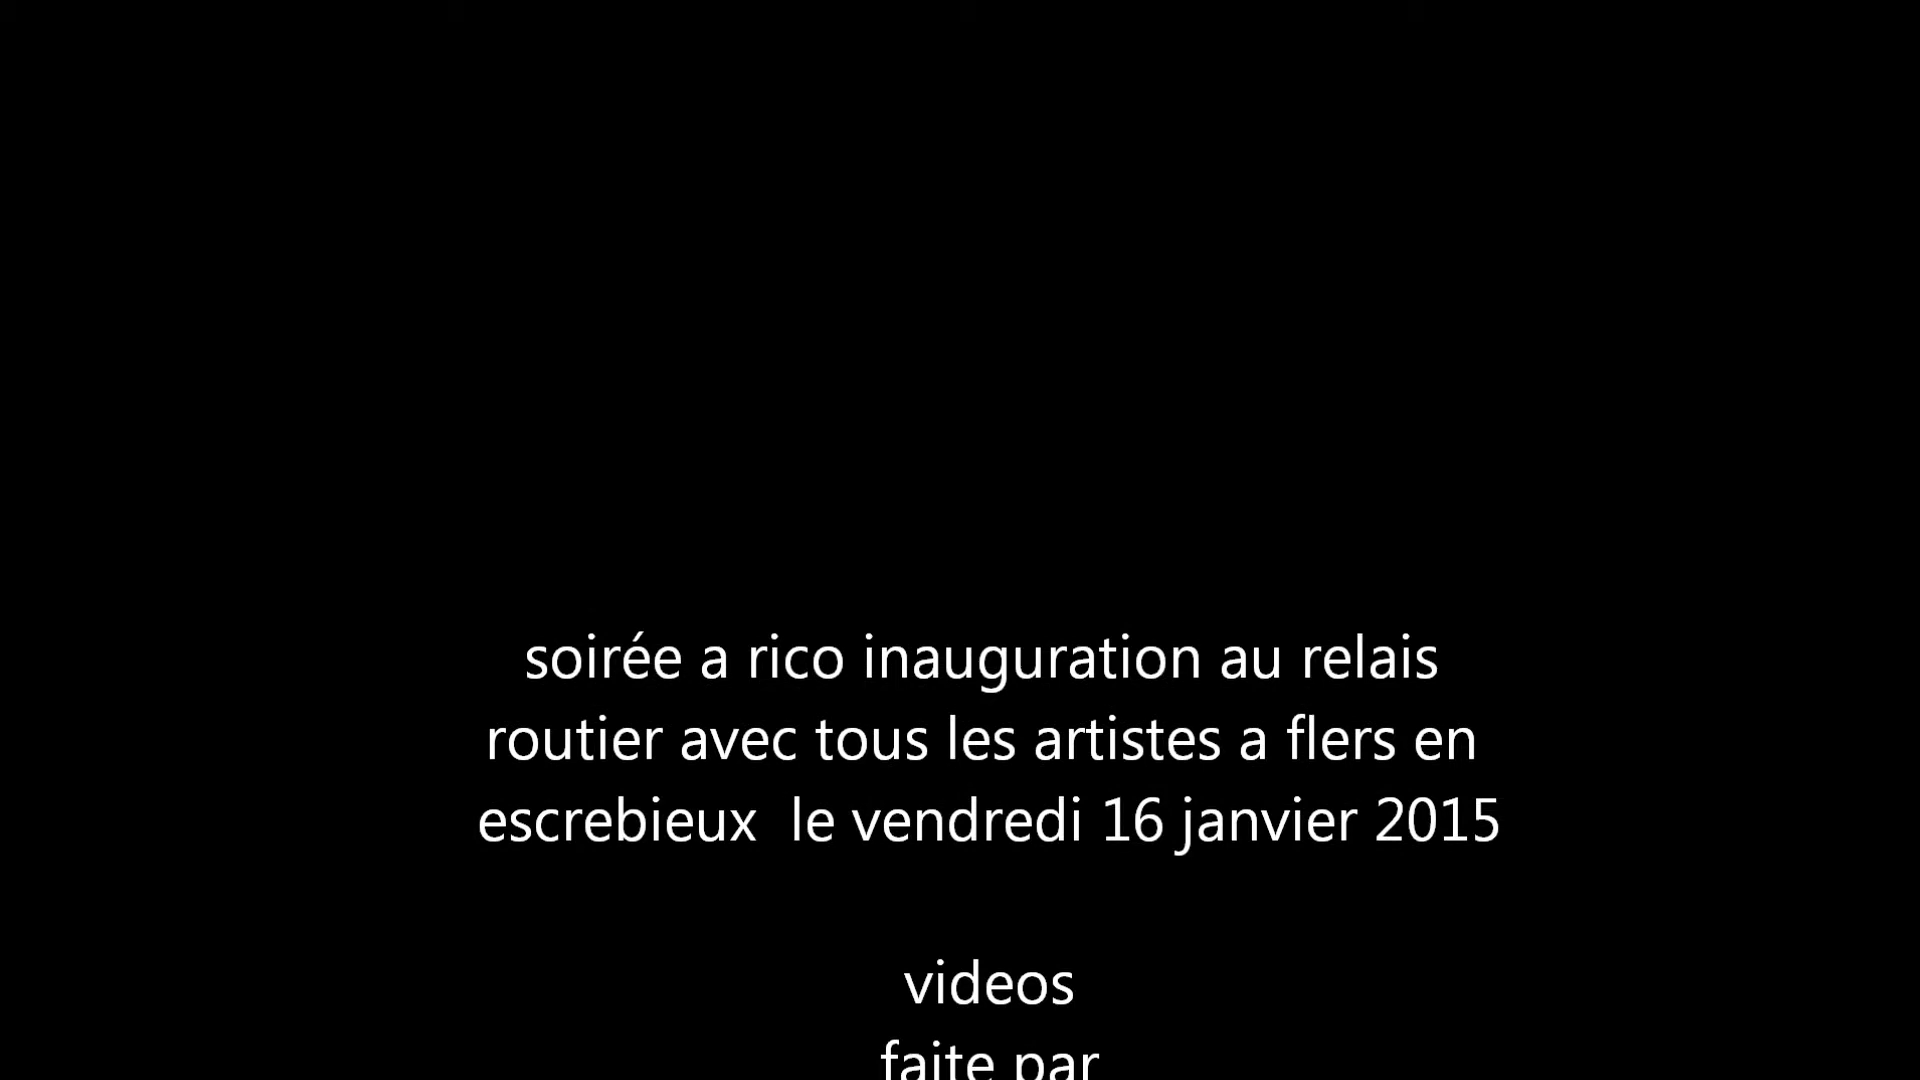 soirée a rico inauguration au relais
routier avec tous les artistes a flers en
escrebieux  le vendredi 16 janvier 2015
videos
faite par